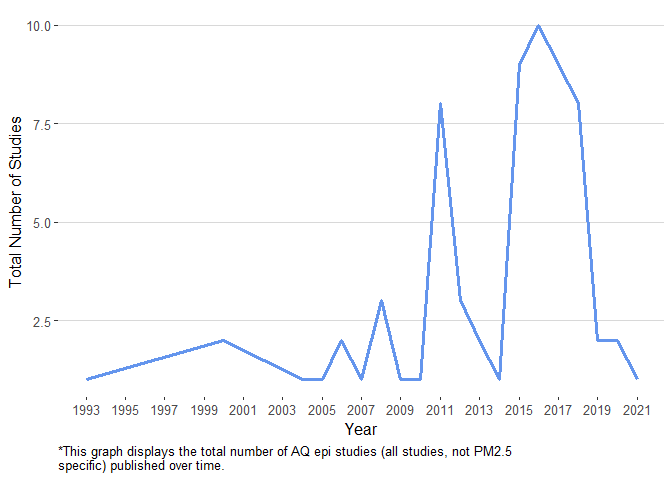 10.0
7.5
5.0
2.5
Total Number of Studies
1993 1995 1997 1999 2001 2003 2005 2007 2009 2011 2013 2015 2017 2019 2021
Year
*This graph displays the total number of AQ epi studies (all studies, not PM2.5
specific) published over time.